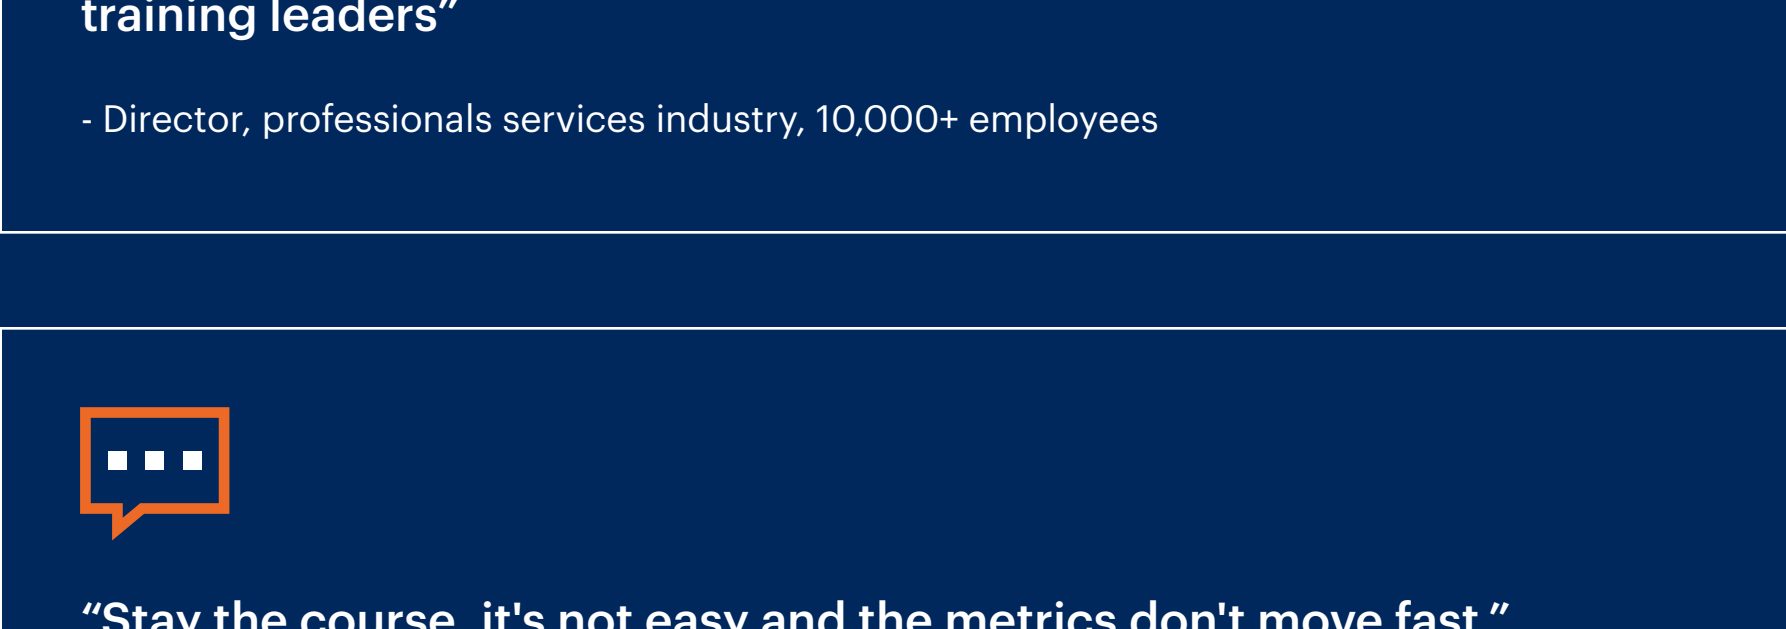 training leaders”
- Director, professionals services industry, 10,000+ employees
“Stay the course, it's not easy and the metrics don't move fast.”